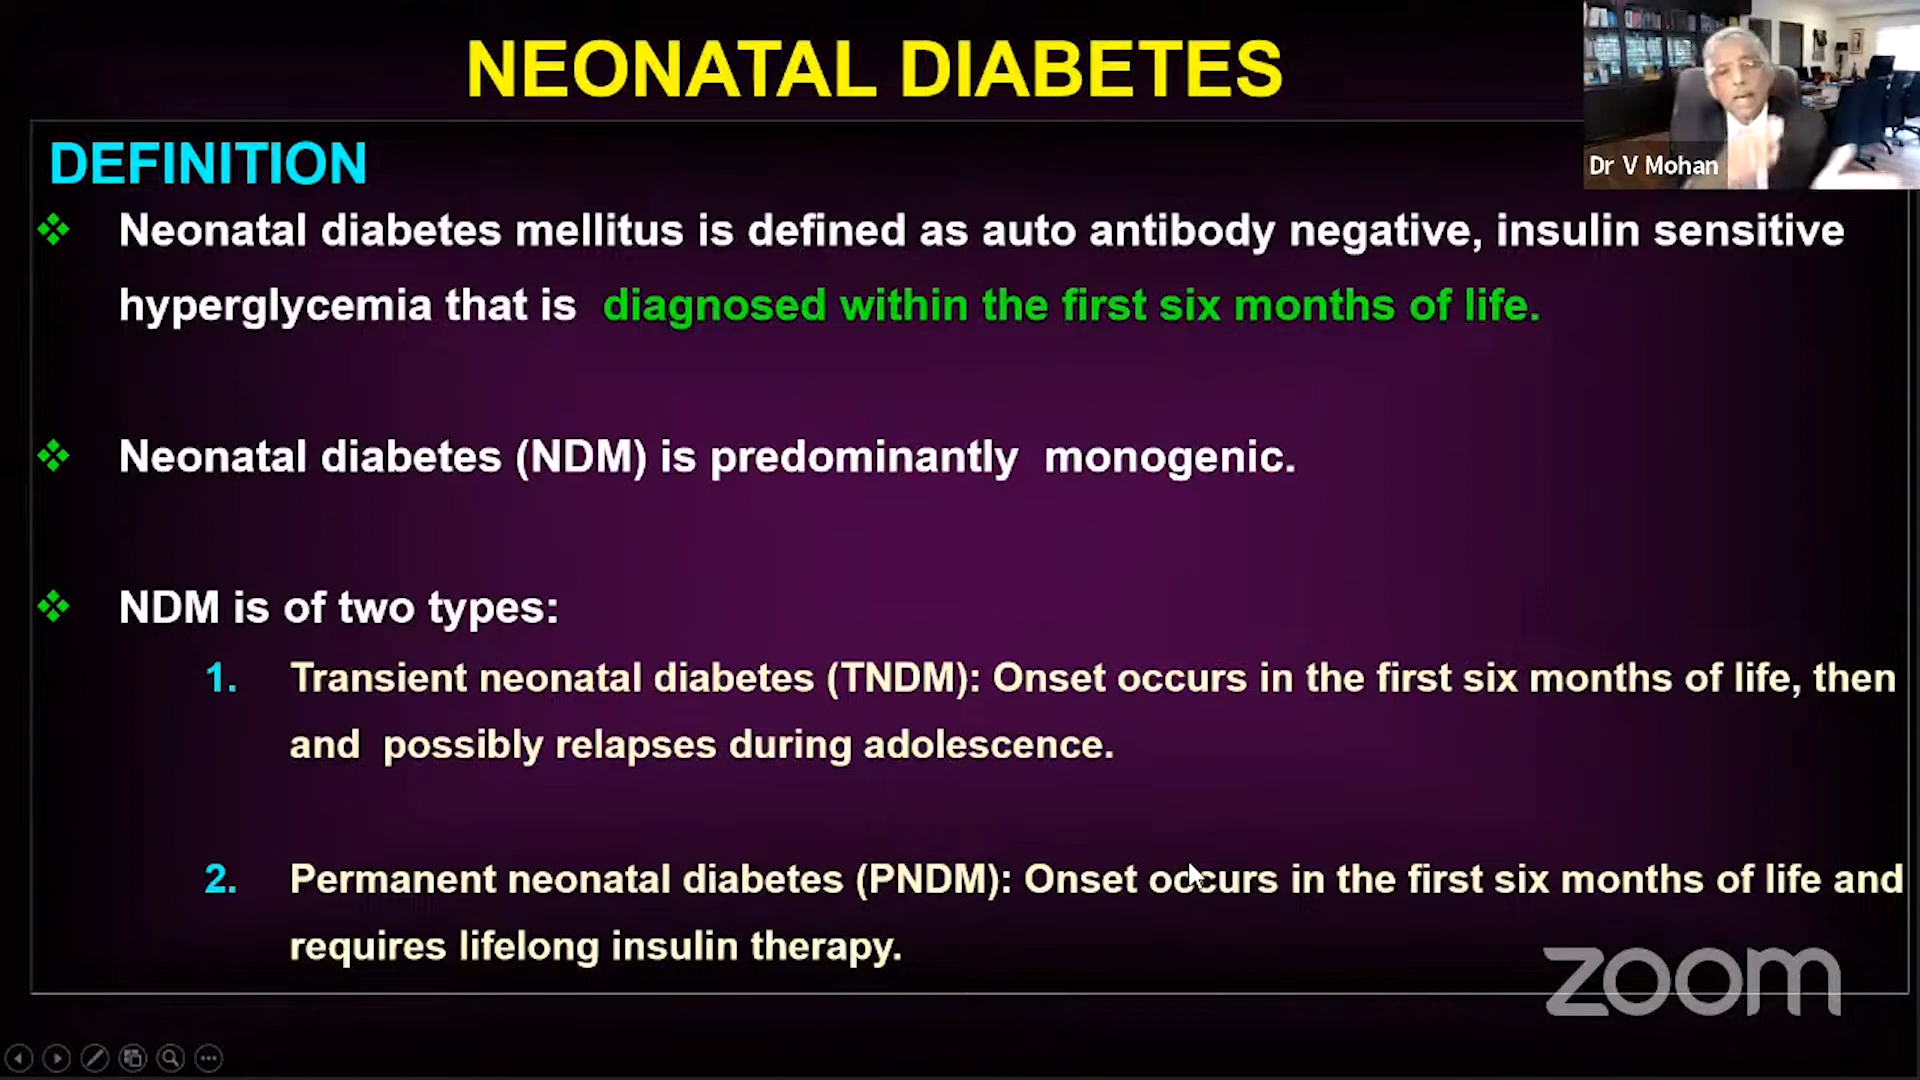 NEONATAL DIABETES
Dr V Mohan
DEFINITION
Neonatal diabetes mellitus is defined as auto antibody negative, insulin sensitive
hyperglycemia that is diagnosed within the first six months of life.
Neonatal diabetes (NDM) is predominantly monogenic.
NDM is of two types:
1. Transient neonatal diabetes (TNDM): Onset occurs in the first six months of life, then
and possibly relapses during adolescence.
2. Permanent neonatal diabetes (PNDM): Onset occurs in the first six months of life and
requires lifelong insulin therapy.
zoom